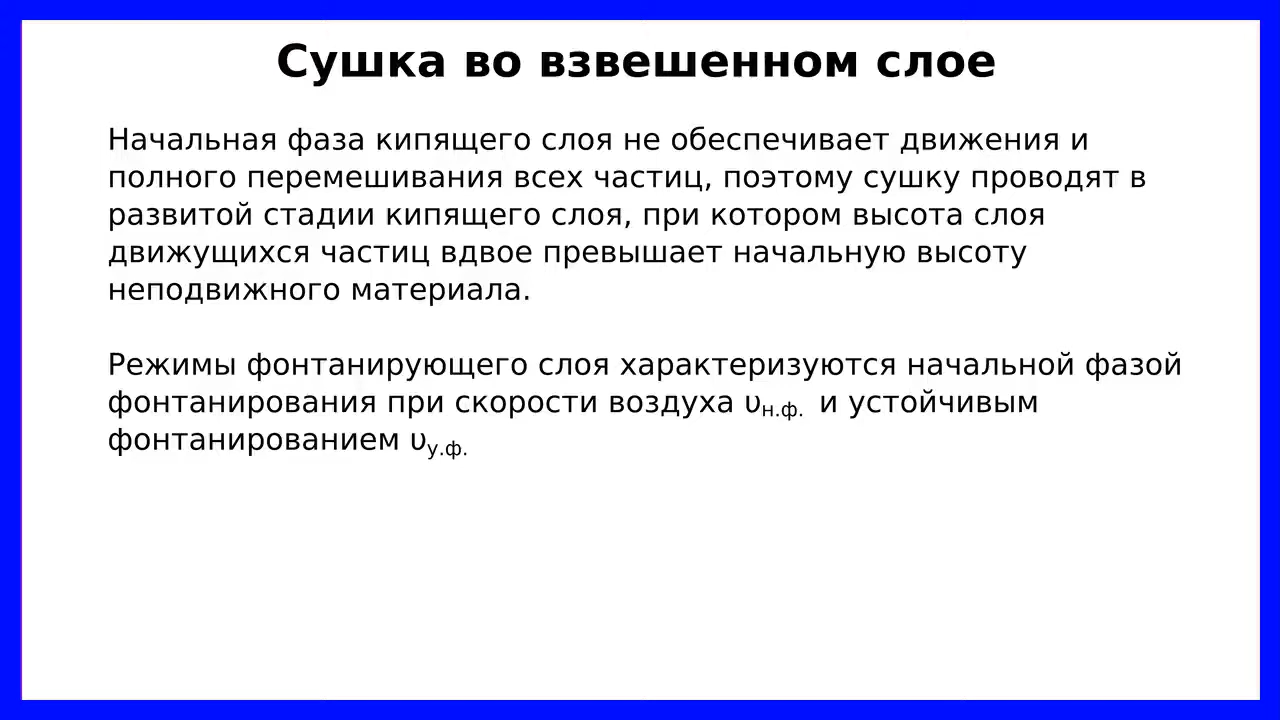 Сушка во взвешенном слое
Начальная фаза кипящего слоя не обеспечивает движения и
полного перемешивания всех частиц, поэтому сушку проводят в
развитой стадии кипящего слоя, при котором высота слоя
движущихся частиц вдвое превышает начальную высоту
неподвижного материала.
Режимы фонтанирующего слоя характеризуются начальной фазой
фонтанирования при скорости воздуха υн.ф. и устойчивым
фонтанированием υу.ф.